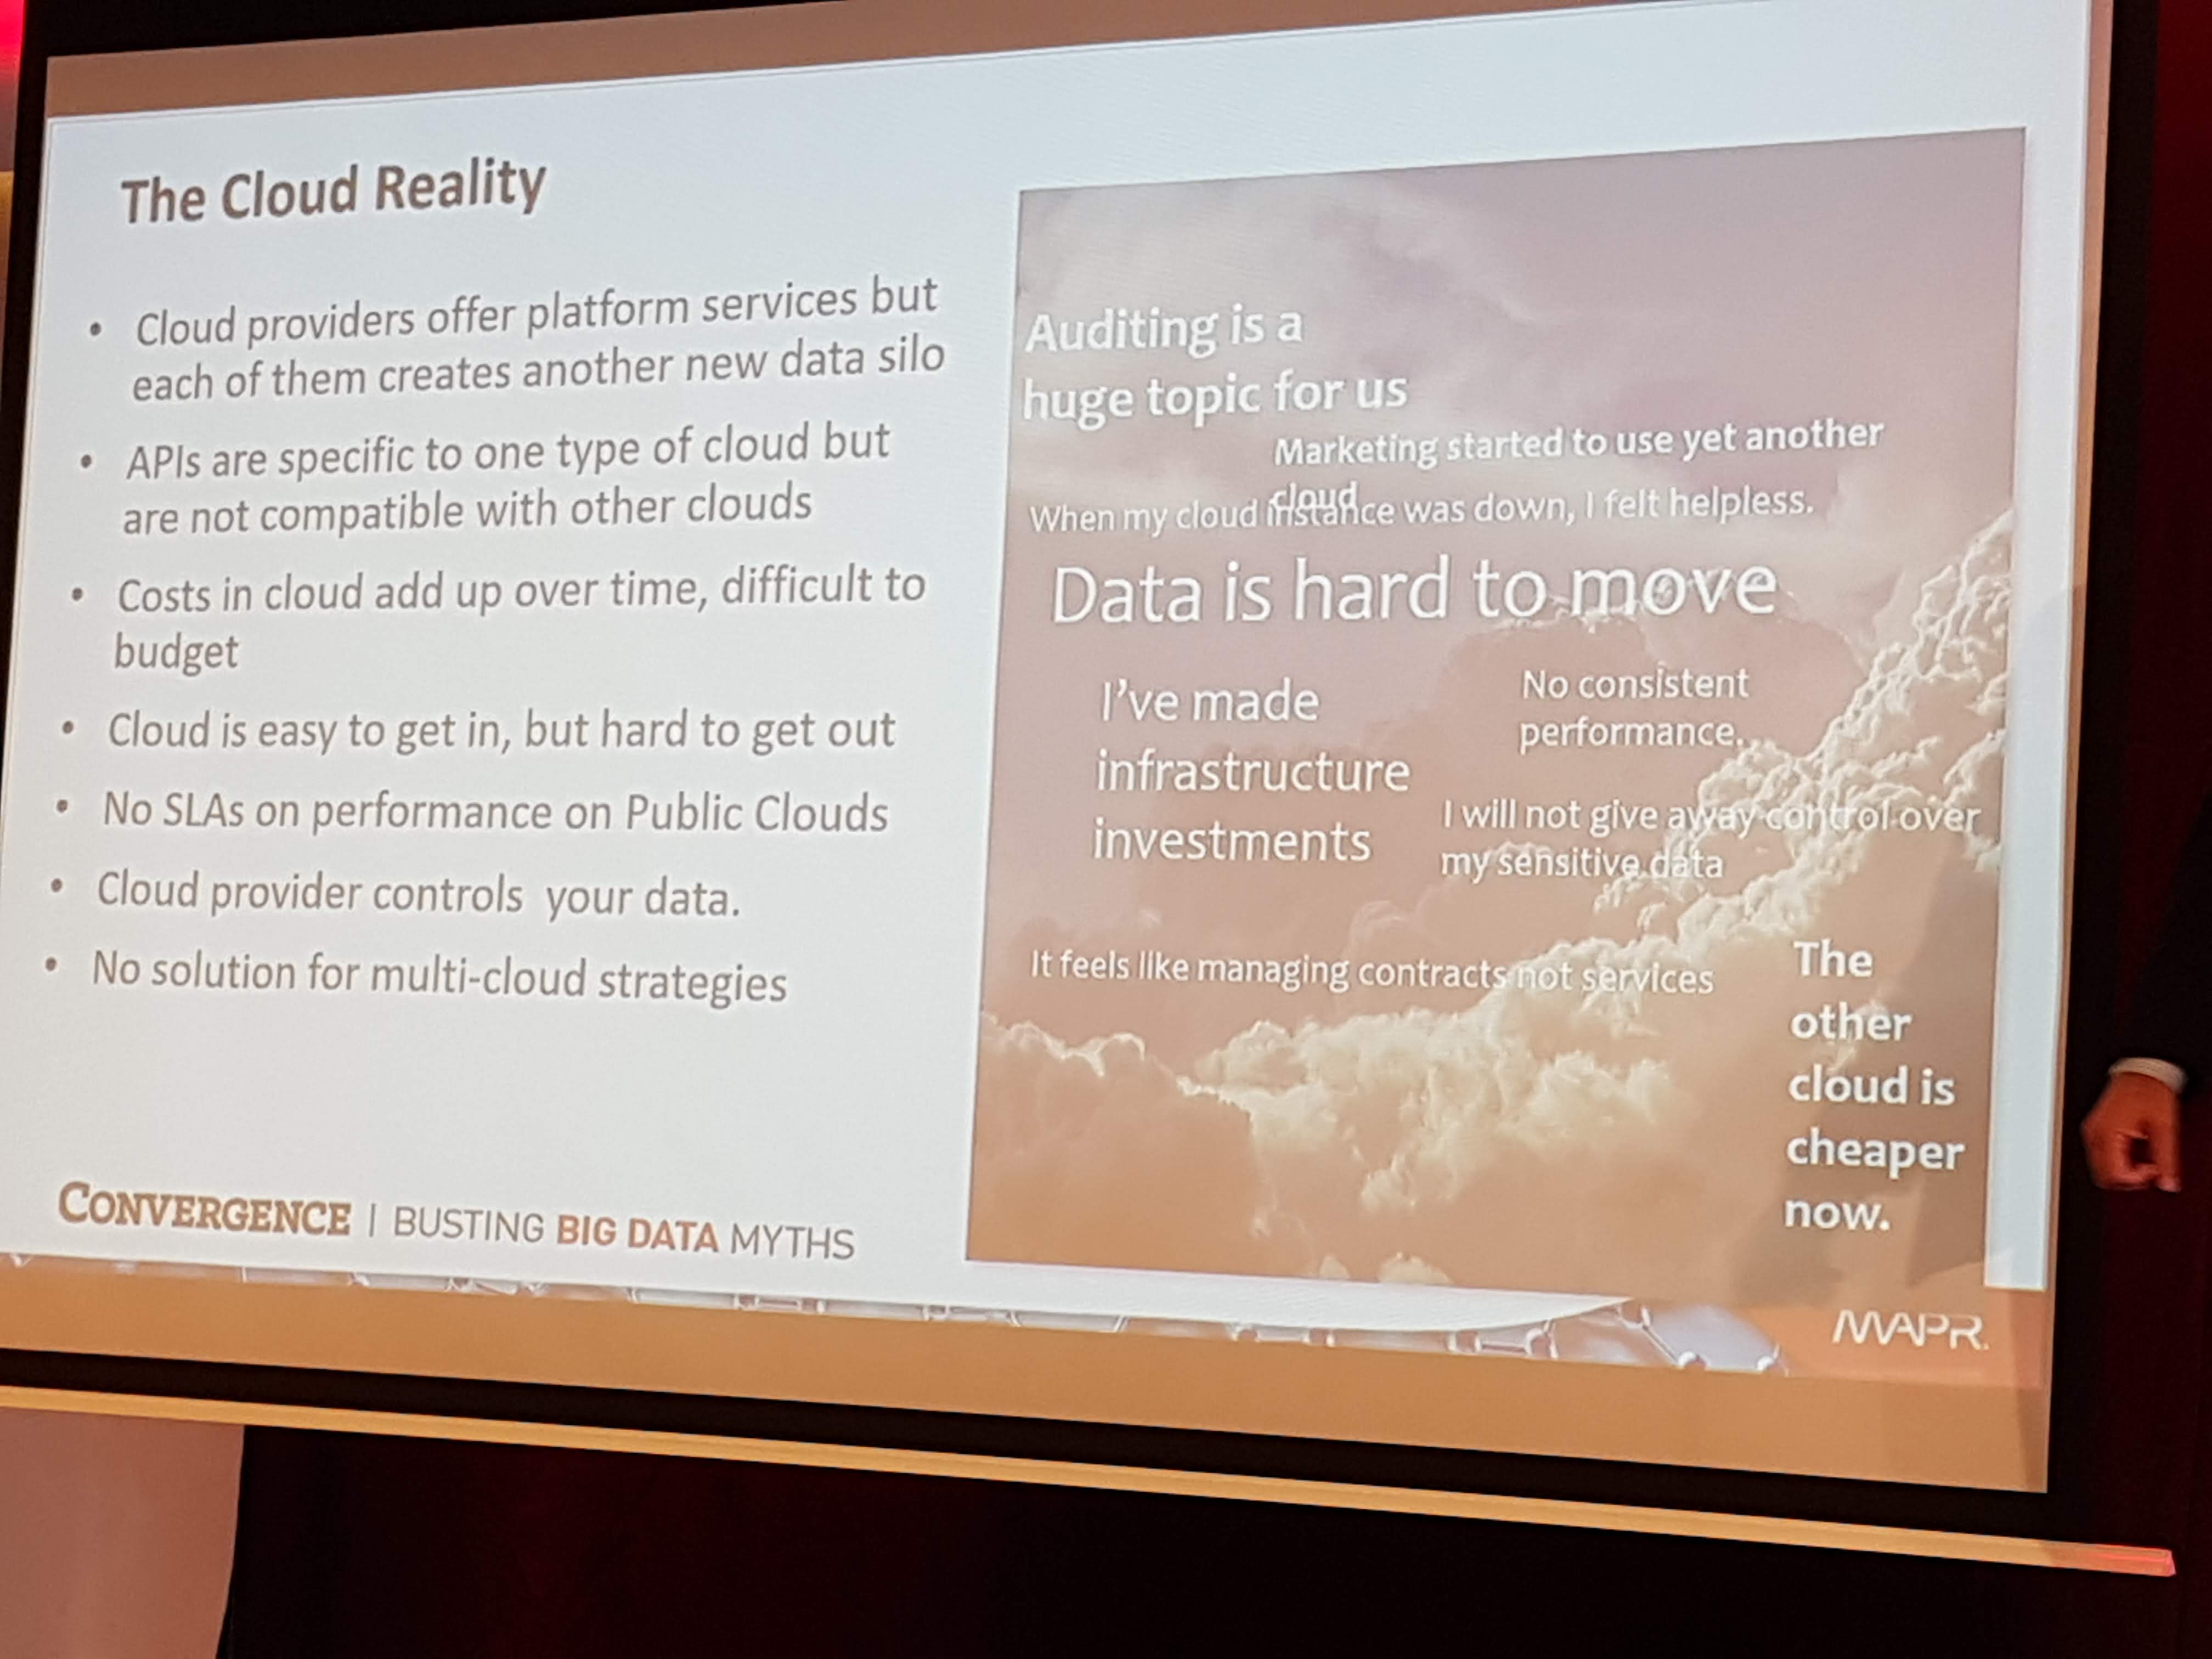 The Cloud Reality
• Cloud providers offer platform services but
each of them creates another new data silo
• APIs are specific to one type of cloud but
are not compatible with other clouds
• Costs in cloud add up over time, difficult to
budget
• Cloud is easy to get in, but hard to get out
• No SLAs on performance on Public Clouds
• Cloud provider controls your data.
• No solution for multi-cloud strategies
CONVERGENCE | BUSTING BIG DATA MYTHS
Auditing is a
huge topic for us
Marketing started to use yet another
cloud
When my cloud instance was down, I felt helpless.
Data is hard to move
I've made
infrastructure
investments
No consistent
performance.
I will not give away control over
my sensitive data
It feels like managing contracts not services
The
other
cloud is
cheaper
now.
MAPR